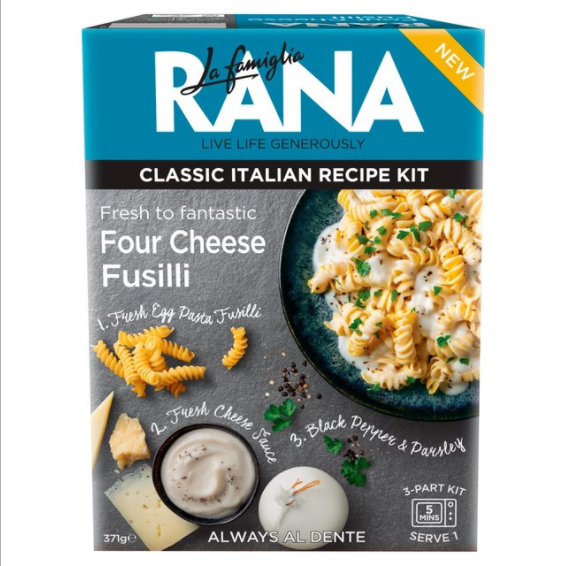 La famiglia
RANA
NEW
LIVE LIFE GENEROUSLY
CLASSIC ITALIAN RECIPE KIT
Fresh to fantastic
Four Cheese
Fusilli
1. Fresh Egg Pasta Fusilli
2. Fresh Cheese Sauce
3. Black Pepper & Parsley
3-PART KIT
5
MINS
SERVE 1
371g℮
ALWAYS AL DENTE